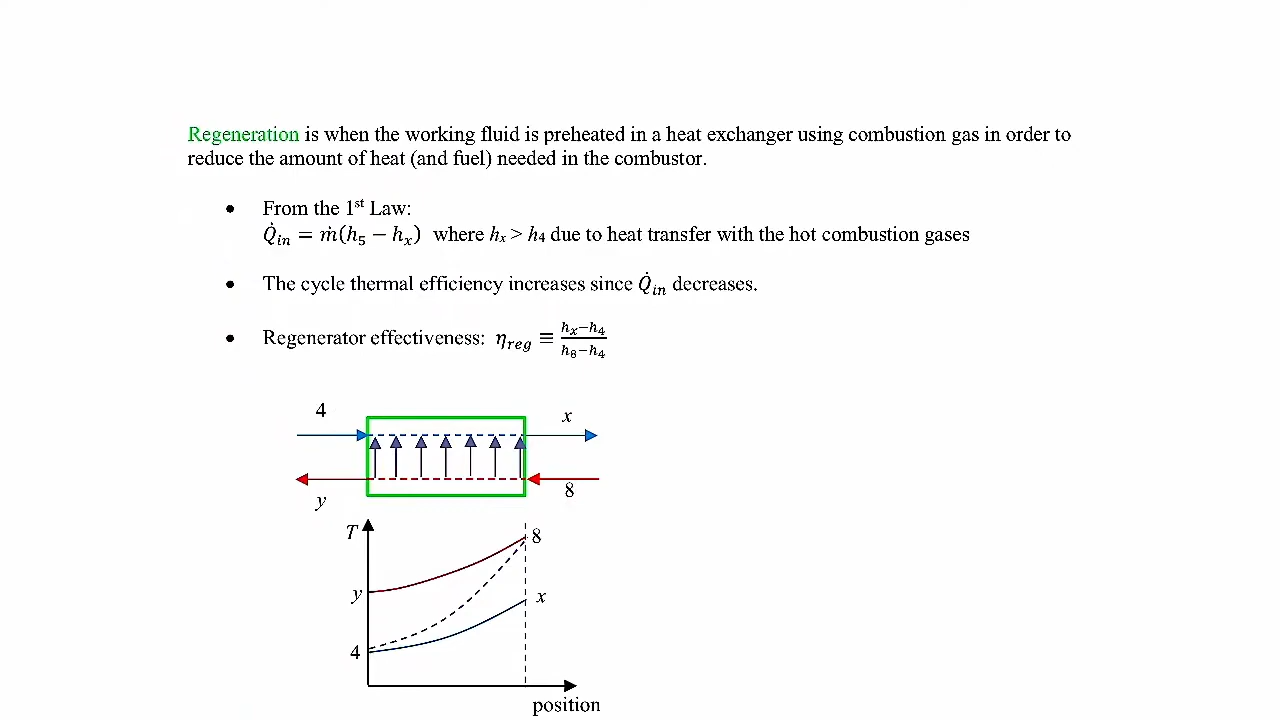 Regeneration is when the working fluid is preheated in a heat exchanger using combustion gas in order to
reduce the amount of heat (and fuel) needed in the combustor.
• From the 1st Law:
Q̇in = ṁ(h5 − hx) where hx > h4 due to heat transfer with the hot combustion gases
• The cycle thermal efficiency increases since Q̇in decreases.
• Regenerator effectiveness: ηreg ≡ (hx−h4)/(h8−h4)
4 x
y 8
T
8
y x
4
position